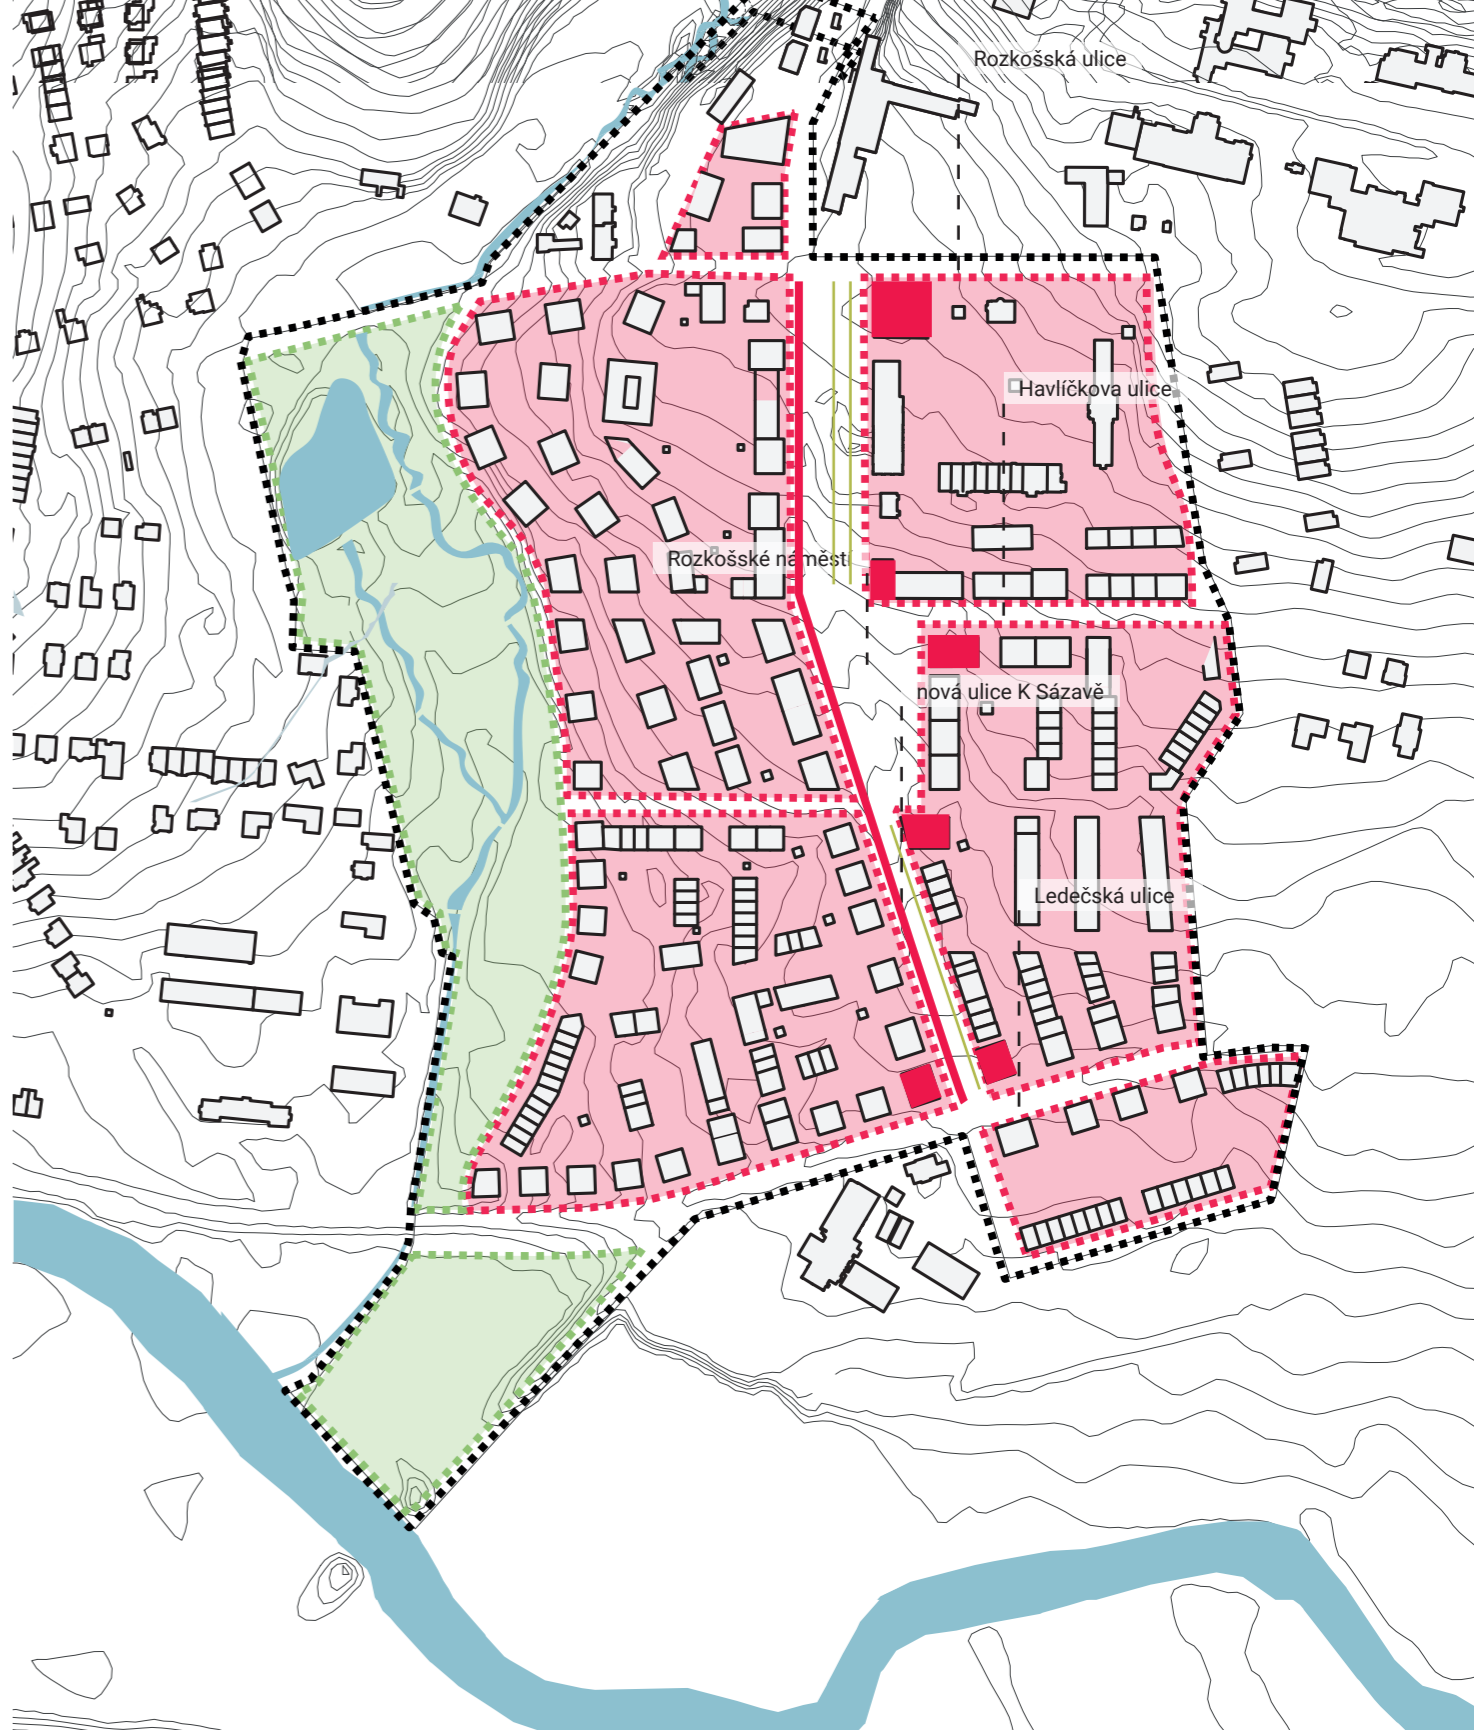 Rozkošská ulice
Havlíčkova ulice
Rozkošské náměstí
nová ulice K Sázavě
Ledečská ulice